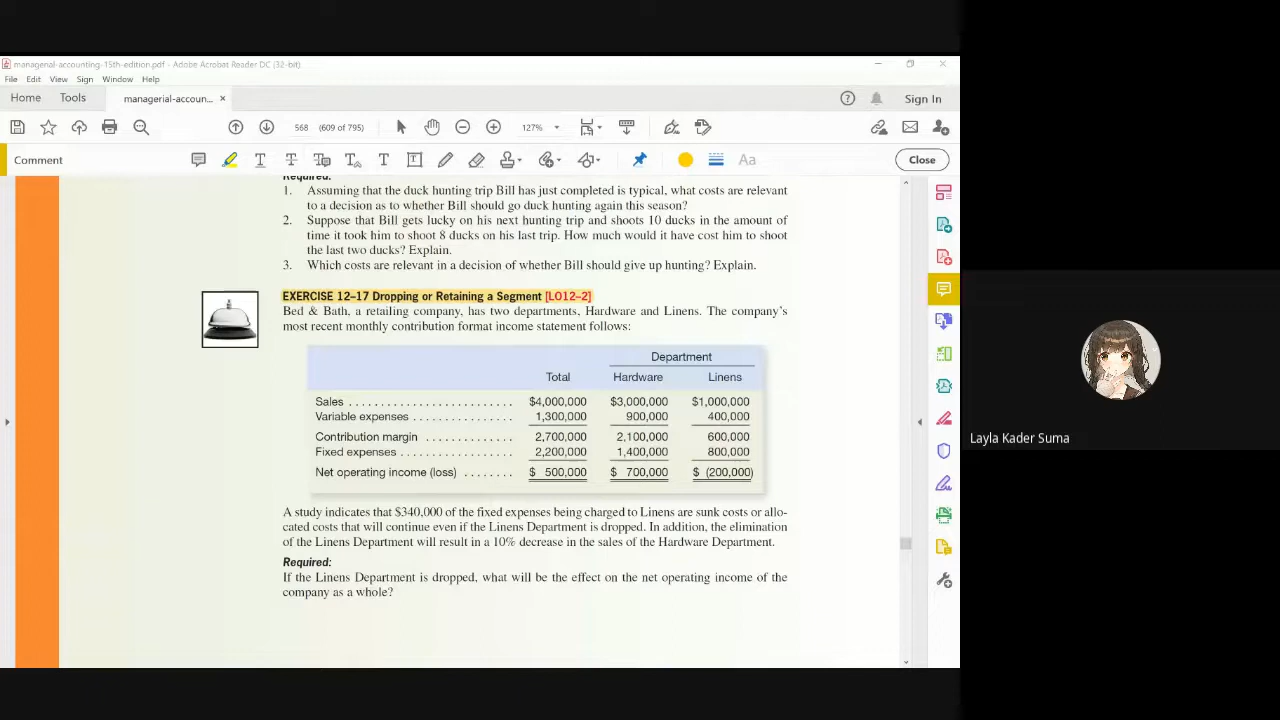 managerial-accounting-15th-edition.pdf - Adobe Acrobat Reader DC (32-bit)
File Edit View Sign Window Help
Home Tools managerial-accoun... × Sign In
568 (609 of 795) 127%
Comment Aa Close
Required:
1. Assuming that the duck hunting trip Bill has just completed is typical, what costs are relevant
to a decision as to whether Bill should go duck hunting again this season?
2. Suppose that Bill gets lucky on his next hunting trip and shoots 10 ducks in the amount of
time it took him to shoot 8 ducks on his last trip. How much would it have cost him to shoot
the last two ducks? Explain.
3. Which costs are relevant in a decision of whether Bill should give up hunting? Explain.
EXERCISE 12–17 Dropping or Retaining a Segment [LO12–2]
Bed & Bath, a retailing company, has two departments, Hardware and Linens. The company's
most recent monthly contribution format income statement follows:
Department
Total Hardware Linens
Sales . . . . . . . . . . . . . . . . . . . . . . . . . $4,000,000 $3,000,000 $1,000,000
Variable expenses . . . . . . . . . . . . . . . 1,300,000 900,000 400,000
Contribution margin . . . . . . . . . . . . . 2,700,000 2,100,000 600,000
Fixed expenses . . . . . . . . . . . . . . . . . 2,200,000 1,400,000 800,000
Net operating income (loss) . . . . . . . . $ 500,000 $ 700,000 $ (200,000)
A study indicates that $340,000 of the fixed expenses being charged to Linens are sunk costs or allo-
cated costs that will continue even if the Linens Department is dropped. In addition, the elimination
of the Linens Department will result in a 10% decrease in the sales of the Hardware Department.
Required:
If the Linens Department is dropped, what will be the effect on the net operating income of the
company as a whole?
Layla Kader Suma